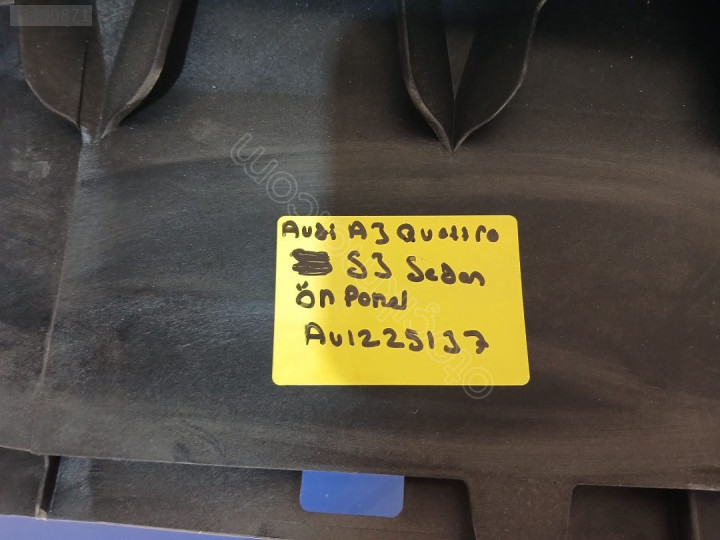 Audi A3 Quattro
S3 Sedan
Ön Panel
AU1225137